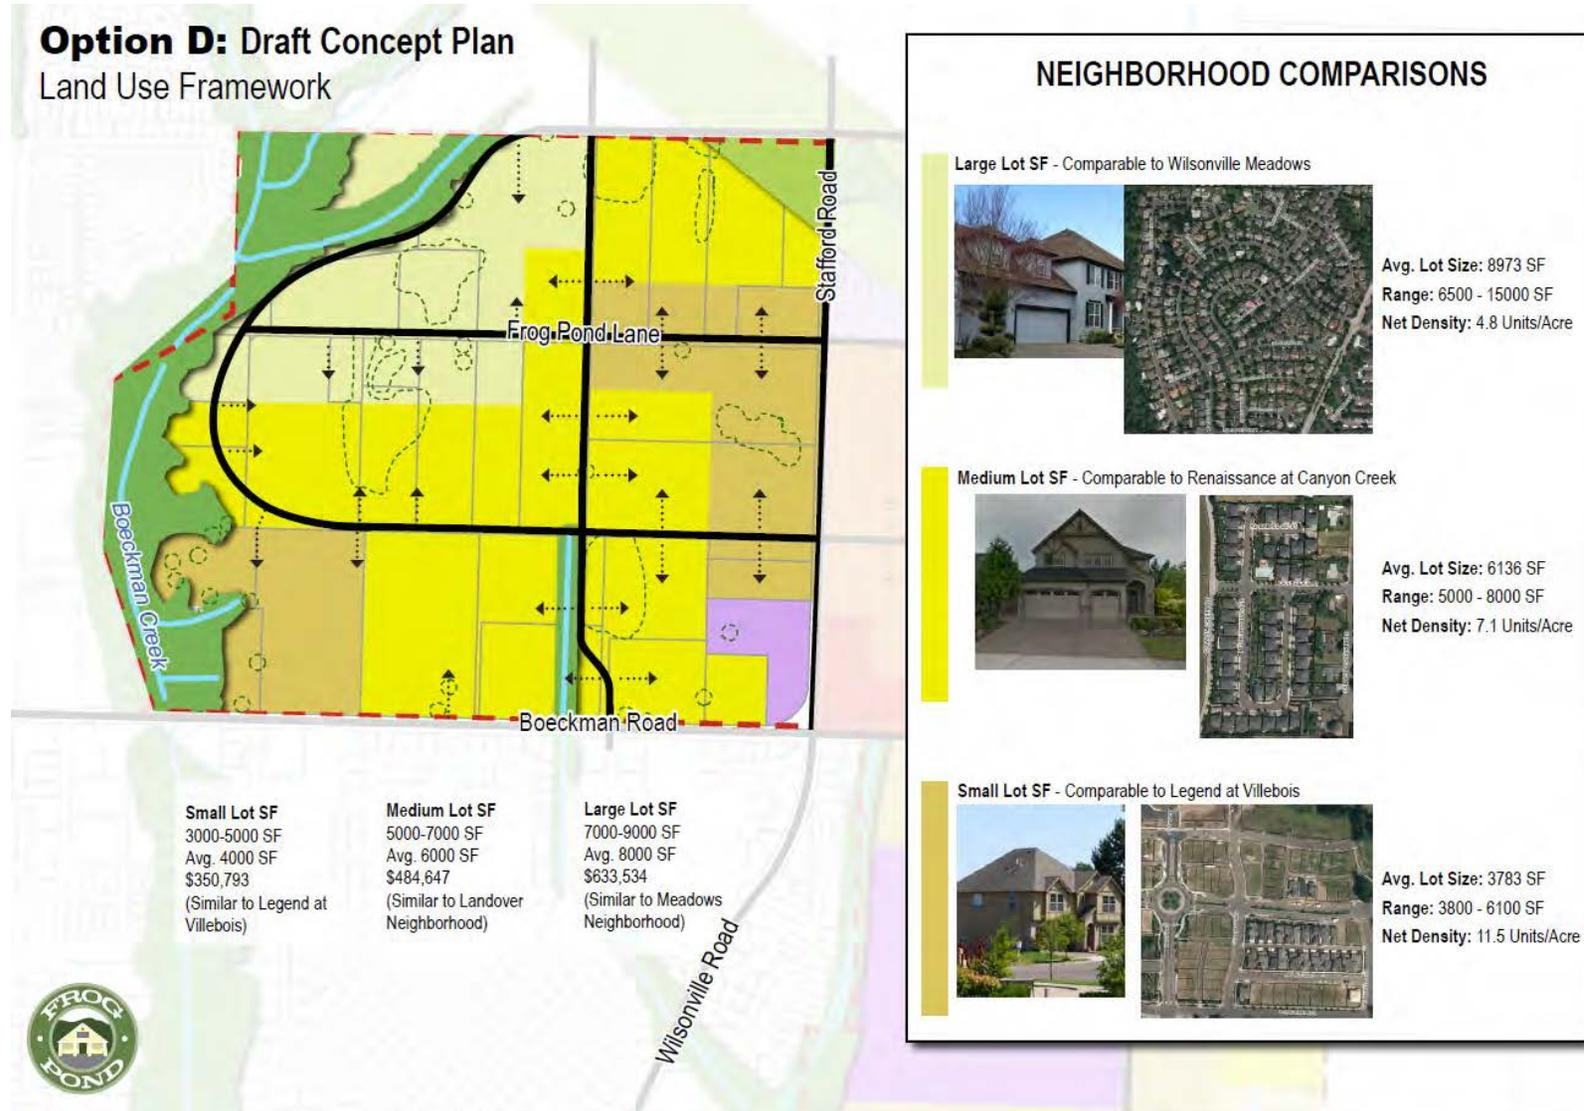 Option D: Draft Concept Plan
Land Use Framework
Stafford Road
Frog Pond Lane
Boeckman Creek
Boeckman Road
Wilsonville Road
Small Lot SF
3000-5000 SF
Avg. 4000 SF
$350,793
(Similar to Legend at
Villebois)
Medium Lot SF
5000-7000 SF
Avg. 6000 SF
$484,647
(Similar to Landover
Neighborhood)
Large Lot SF
7000-9000 SF
Avg. 8000 SF
$633,534
(Similar to Meadows
Neighborhood)
FROG
POND
NEIGHBORHOOD COMPARISONS
Large Lot SF - Comparable to Wilsonville Meadows
Avg. Lot Size: 8973 SF
Range: 6500 - 15000 SF
Net Density: 4.8 Units/Acre
Medium Lot SF - Comparable to Renaissance at Canyon Creek
Avg. Lot Size: 6136 SF
Range: 5000 - 8000 SF
Net Density: 7.1 Units/Acre
Small Lot SF - Comparable to Legend at Villebois
Avg. Lot Size: 3783 SF
Range: 3800 - 6100 SF
Net Density: 11.5 Units/Acre